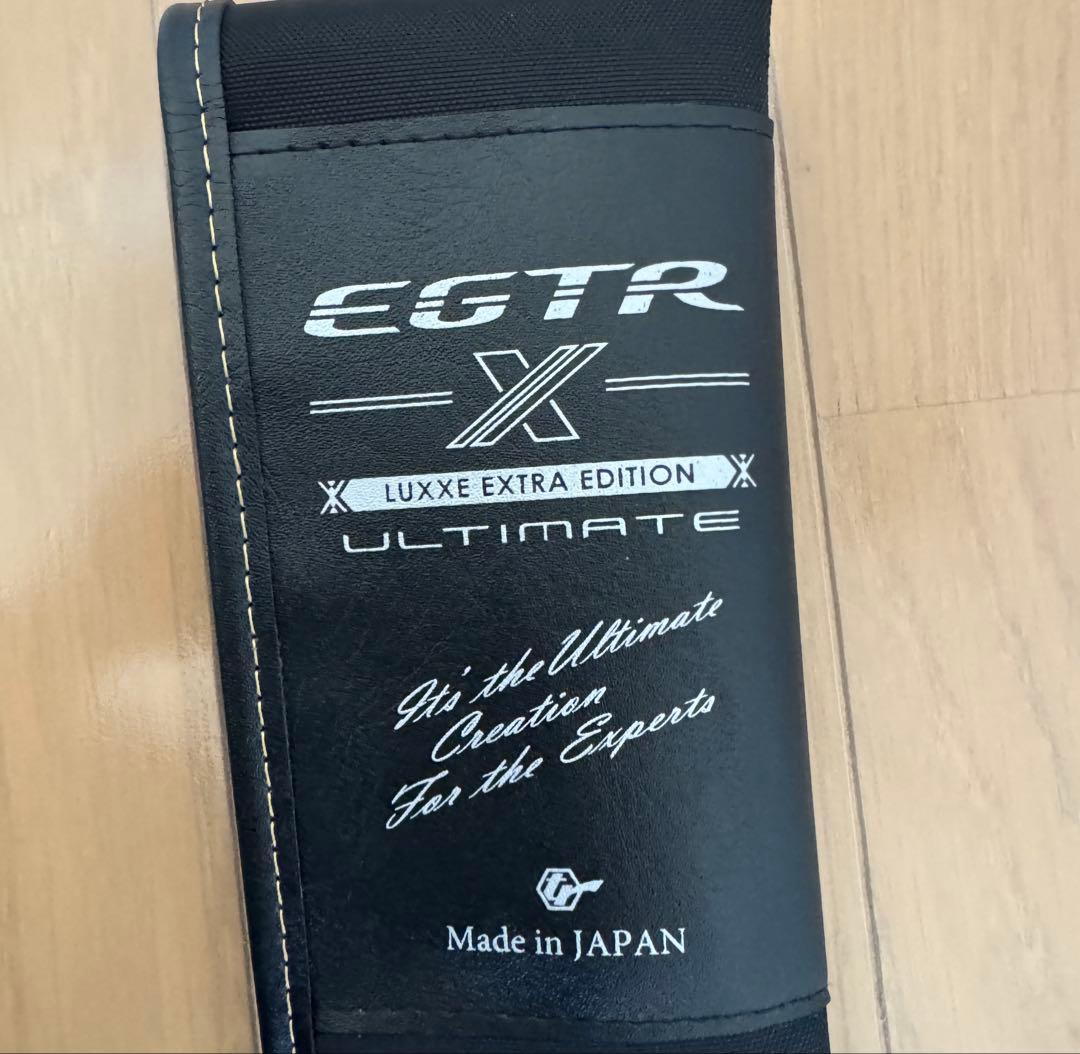 EGTR
X
LUXXE EXTRA EDITION
ULTIMATE
It's the Ultimate
Creation
For the Experts
Made in JAPAN